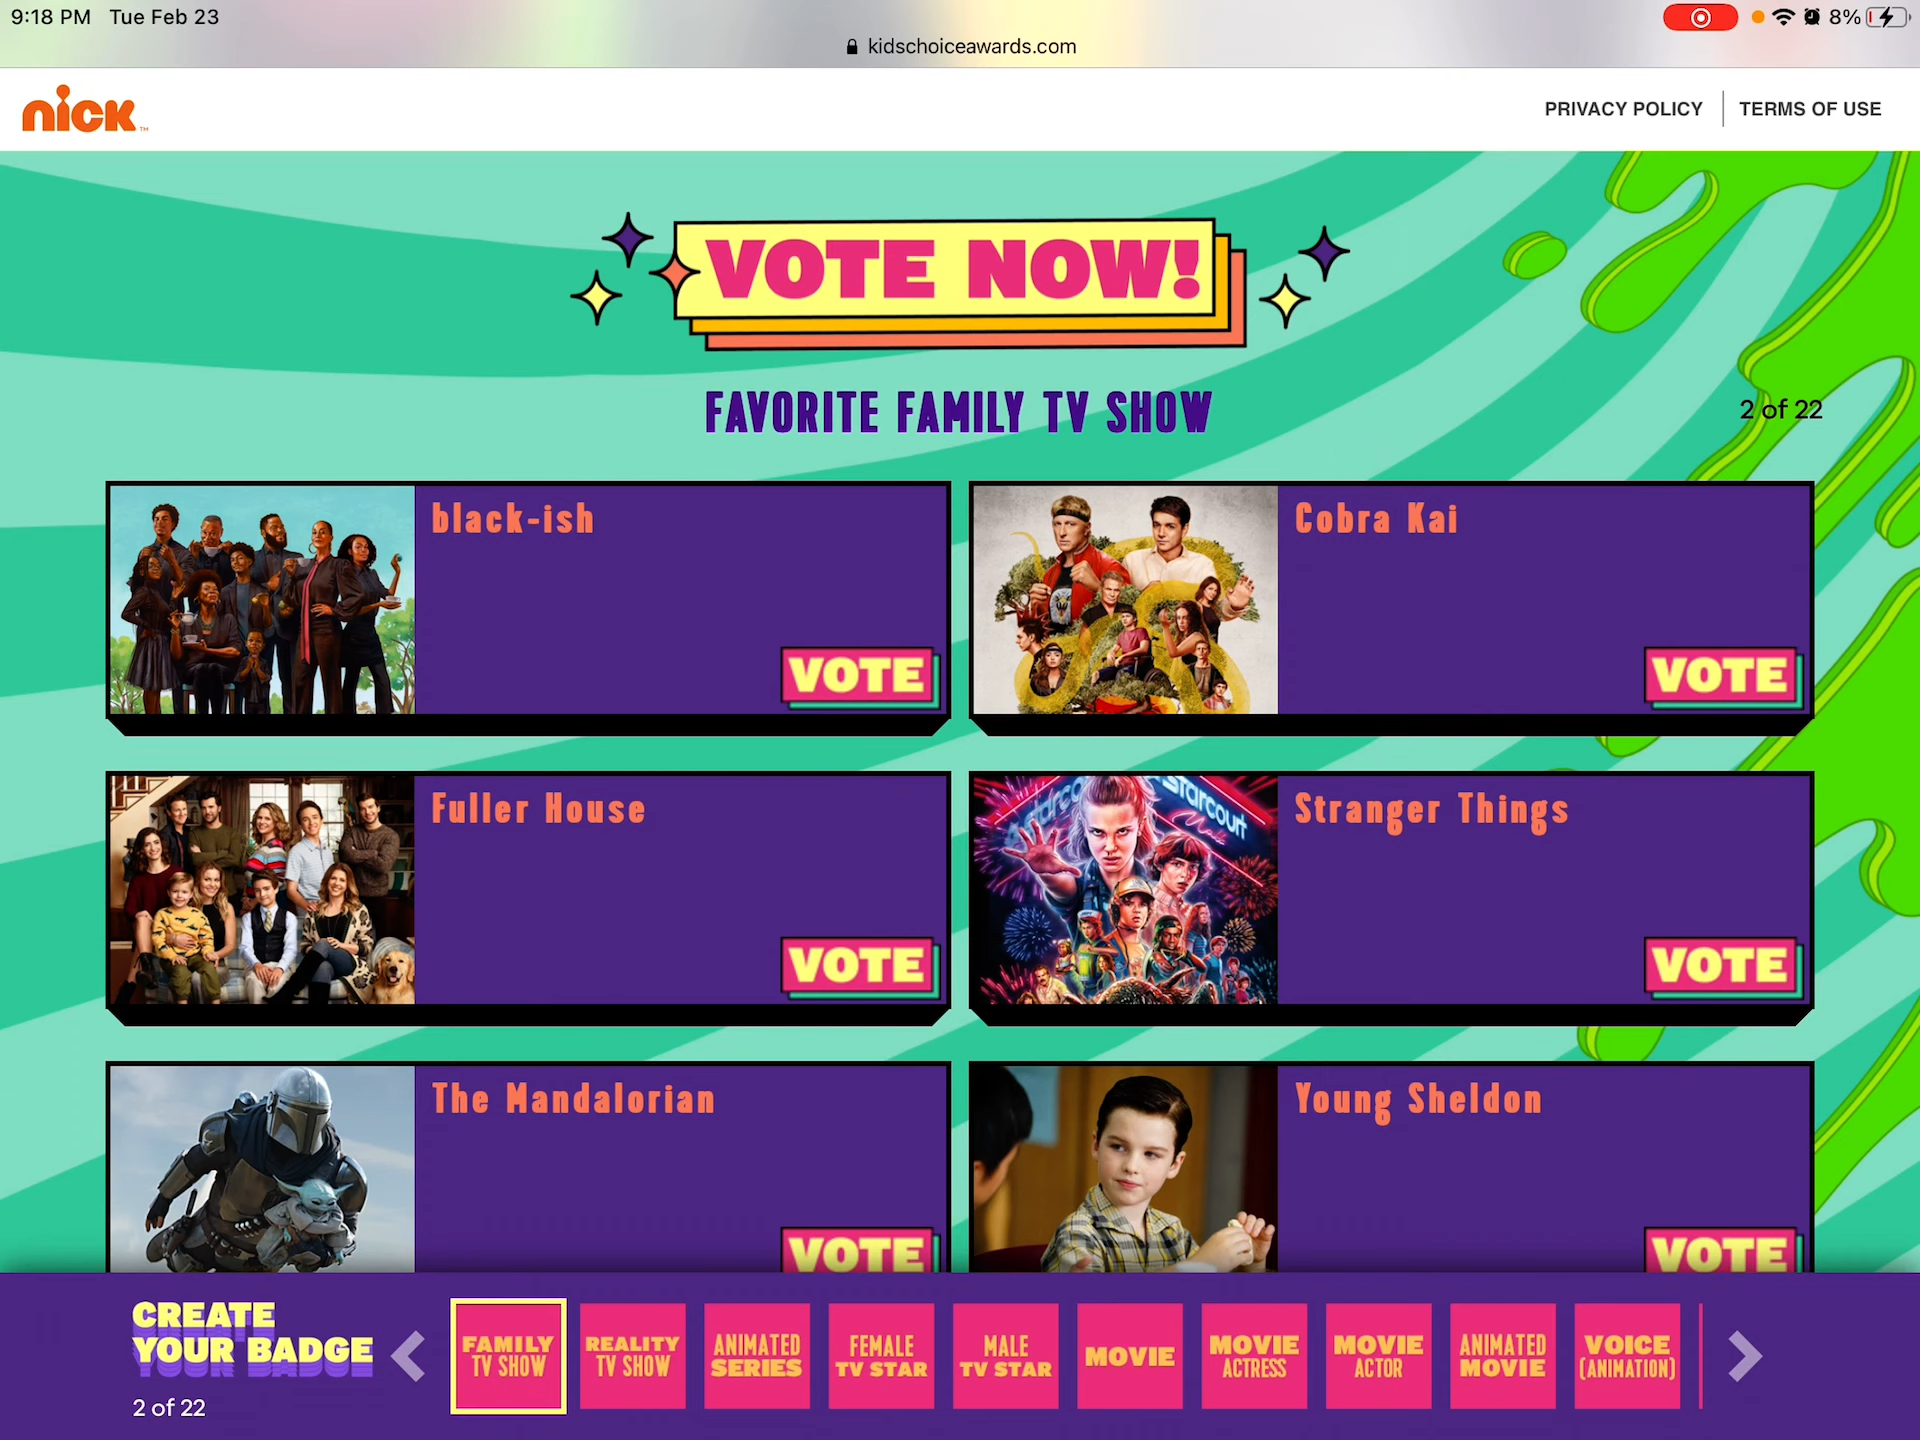 9:18 PM Tue Feb 23
8%
kidschoiceawards.com
nick™
PRIVACY POLICY
TERMS OF USE
VOTE NOW!
FAVORITE FAMILY TV SHOW
2 of 22
black-ish
VOTE
Cobra Kai
VOTE
Fuller House
VOTE
Starcourt
Stranger Things
VOTE
The Mandalorian
VOTE
Young Sheldon
VOTE
CREATE
YOUR BADGE
2 of 22
FAMILY
TV SHOW
REALITY
TV SHOW
ANIMATED
SERIES
FEMALE
TV STAR
MALE
TV STAR
MOVIE
MOVIE
ACTRESS
MOVIE
ACTOR
ANIMATED
MOVIE
VOICE
(ANIMATION)